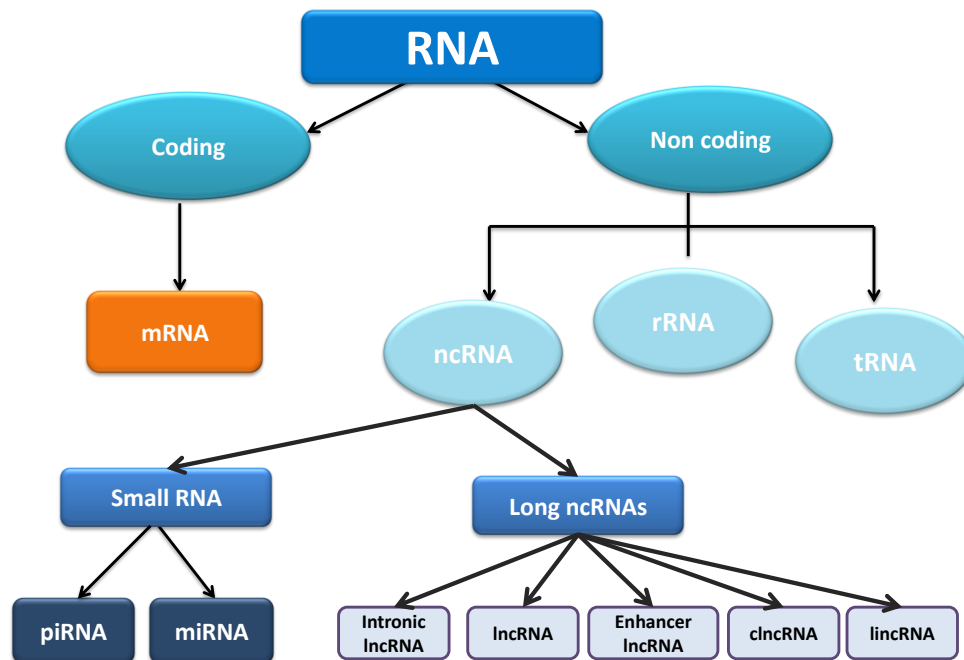 RNA
Coding
Non coding
mRNA
ncRNA
rRNA
tRNA
Small RNA
Long ncRNAs
piRNA
miRNA
Intronic
lncRNA
lncRNA
Enhancer
lncRNA
clncRNA
lincRNA